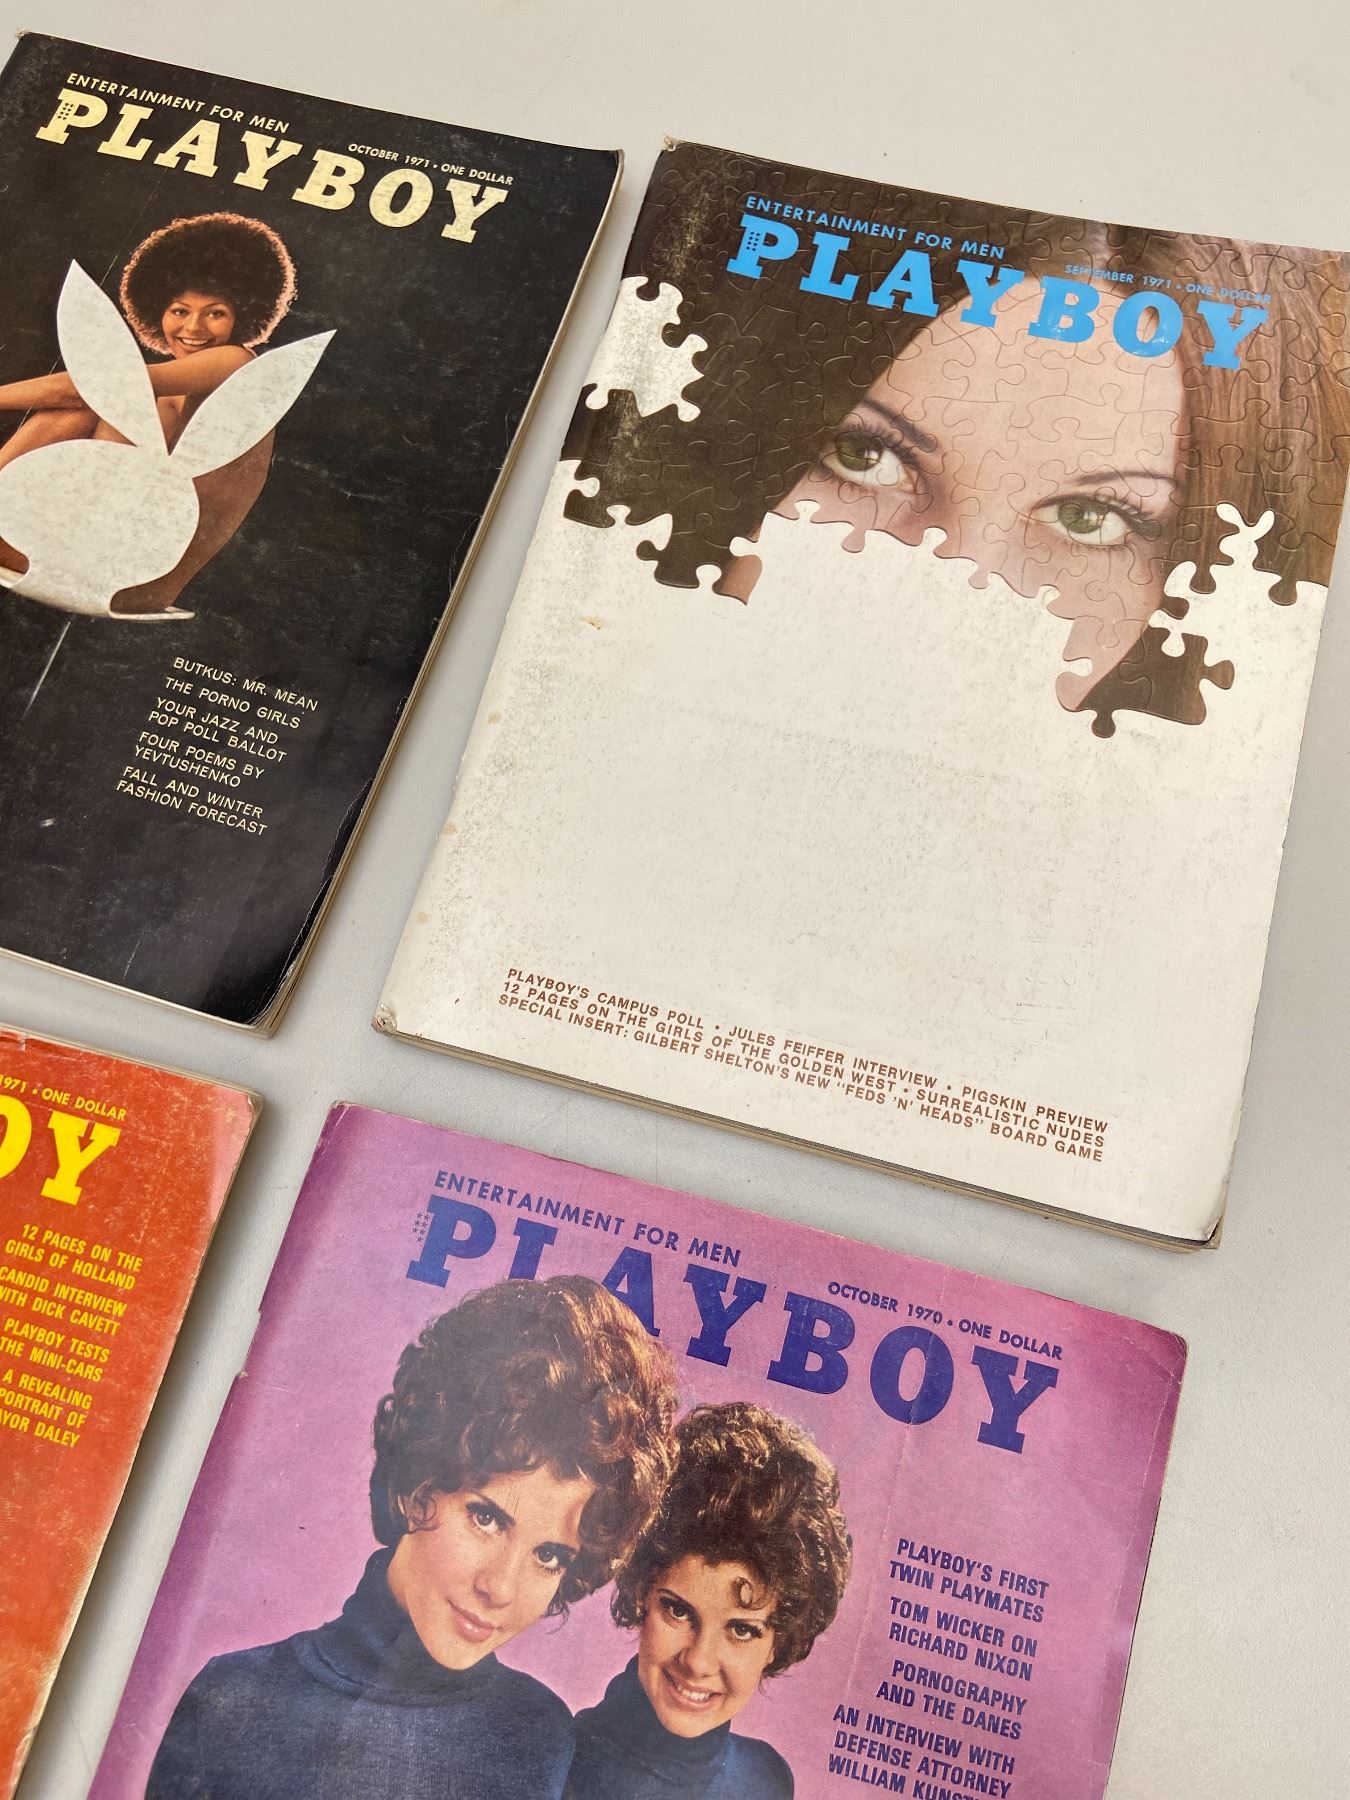 ENTERTAINMENT FOR MEN
PLAYBOY
OCTOBER 1971 • ONE DOLLAR
BUTKUS: MR. MEAN
THE PORNO GIRLS
YOUR JAZZ AND
POP POLL BALLOT
FOUR POEMS BY
YEVTUSHENKO
FALL AND WINTER
FASHION FORECAST
ENTERTAINMENT FOR MEN
PLAYBOY
SEPTEMBER 1971 • ONE DOLLAR
PLAYBOY'S CAMPUS POLL • JULES FEIFFER INTERVIEW • PIGSKIN PREVIEW
12 PAGES ON THE GIRLS OF THE GOLDEN WEST • SURREALISTIC NUDES
SPECIAL INSERT: GILBERT SHELTON'S NEW "FEDS 'N' HEADS" BOARD GAME
1971 • ONE DOLLAR
OY
12 PAGES ON THE
GIRLS OF HOLLAND
CANDID INTERVIEW
WITH DICK CAVETT
PLAYBOY TESTS
THE MINI-CARS
A REVEALING
PORTRAIT OF
AYOR DALEY
ENTERTAINMENT FOR MEN
PLAYBOY
OCTOBER 1970 • ONE DOLLAR
PLAYBOY'S FIRST
TWIN PLAYMATES
TOM WICKER ON
RICHARD NIXON
PORNOGRAPHY
AND THE DANES
AN INTERVIEW WITH
DEFENSE ATTORNEY
WILLIAM